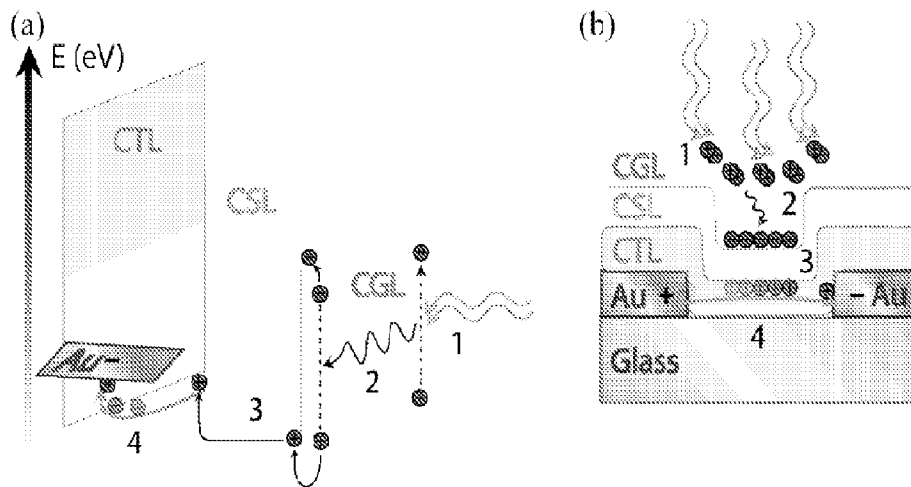 (a)
E (eV)
CTL
CSL
CGL
1
2
3
4
Au −
(b)
1
CGL
2
CSL
3
CTL
Au +
− Au
4
Glass